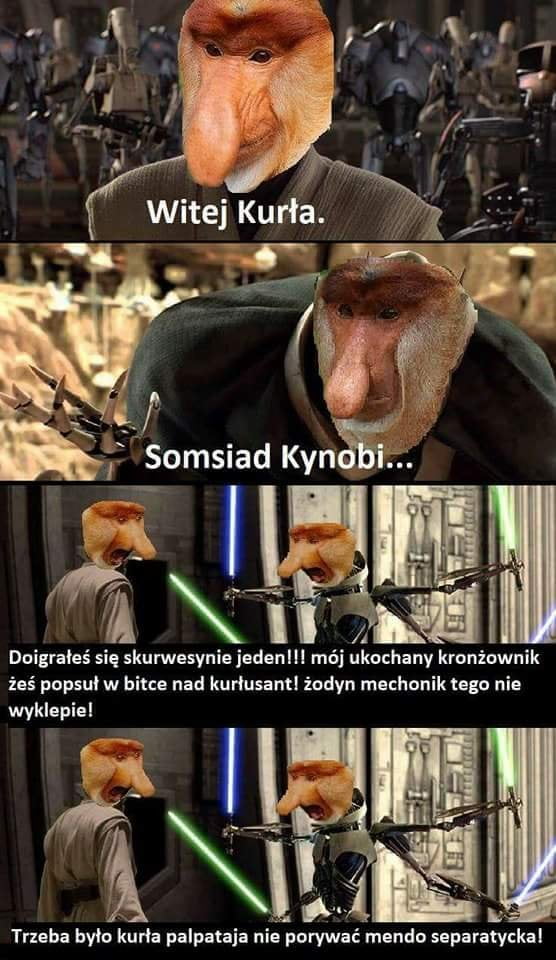 Witej Kurła.
Somsiad Kynobi...
Doigrałeś się skurwesynie jeden!!! mój ukochany kronżownik
żeś popsuł w bitce nad kurłusant! żodyn mechonik tego nie
wyklepie!
Trzeba było kurła palpataja nie porywać mendo separatycka!